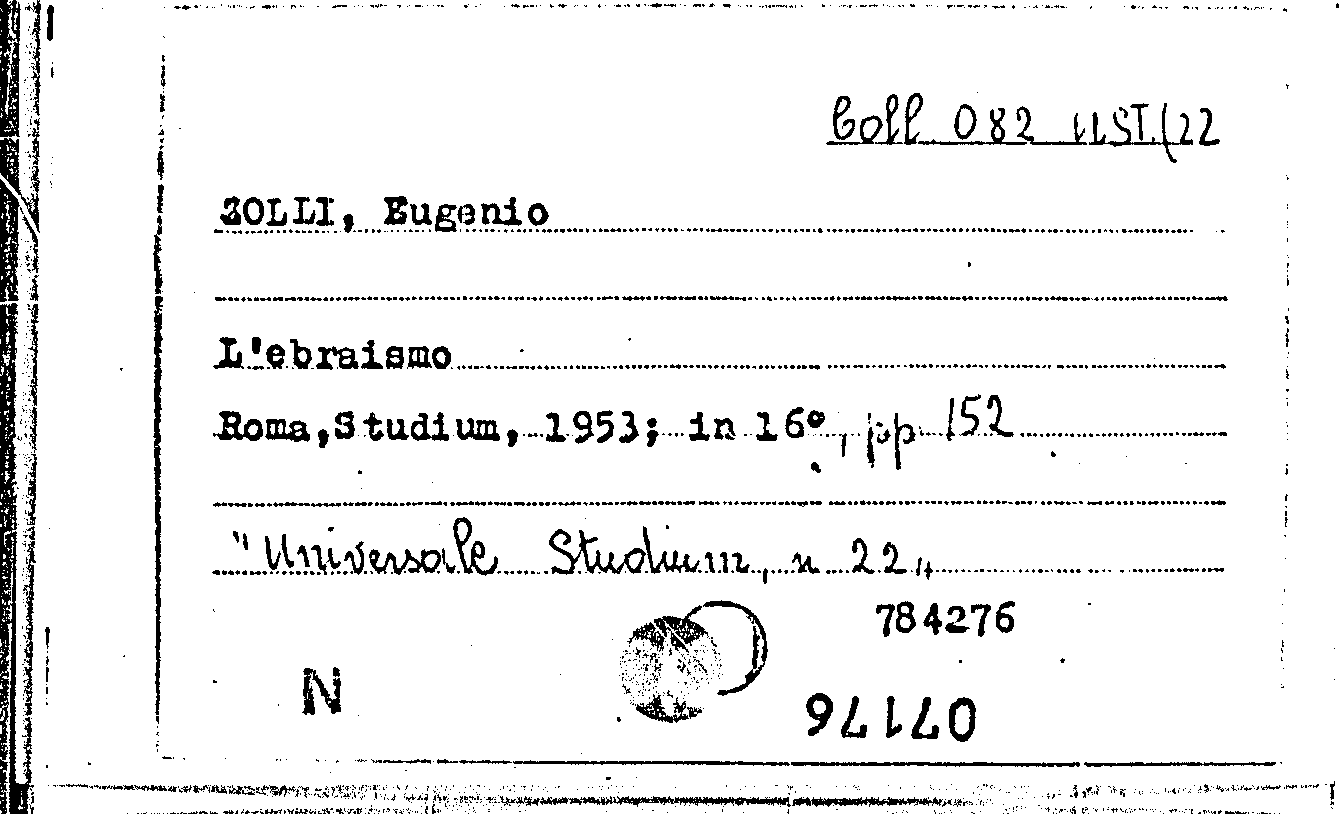 Coll 082 UST/22
ZOLLI, Eugenio
L'ebraismo
Roma,Studium, 1953; in 16°, pp 152
"Universale Studium, n 22"
784276
N
07176